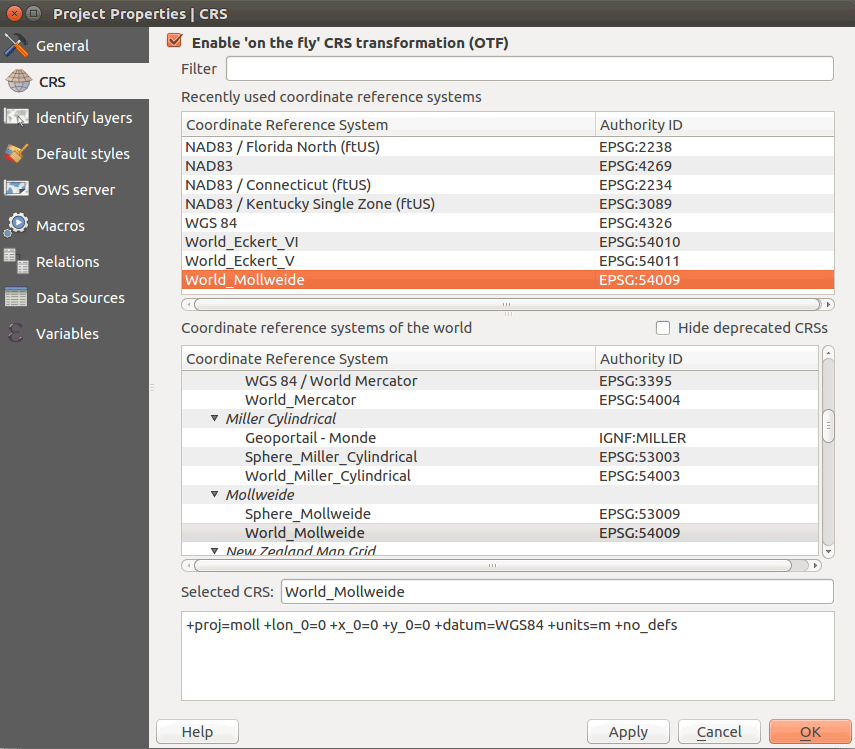 Project Properties | CRS
General
CRS
Identify layers
Default styles
OWS server
Macros
Relations
Data Sources
Variables
Enable 'on the fly' CRS transformation (OTF)
Filter
Recently used coordinate reference systems
Coordinate Reference System Authority ID
NAD83 / Florida North (ftUS) EPSG:2238
NAD83 EPSG:4269
NAD83 / Connecticut (ftUS) EPSG:2234
NAD83 / Kentucky Single Zone (ftUS) EPSG:3089
WGS 84 EPSG:4326
World_Eckert_VI EPSG:54010
World_Eckert_V EPSG:54011
World_Mollweide EPSG:54009
Coordinate reference systems of the world Hide deprecated CRSs
Coordinate Reference System Authority ID
WGS 84 / World Mercator EPSG:3395
World_Mercator EPSG:54004
Miller Cylindrical
Geoportail - Monde IGNF:MILLER
Sphere_Miller_Cylindrical EPSG:53003
World_Miller_Cylindrical EPSG:54003
Mollweide
Sphere_Mollweide EPSG:53009
World_Mollweide EPSG:54009
New Zealand Map Grid
Selected CRS: World_Mollweide
+proj=moll +lon_0=0 +x_0=0 +y_0=0 +datum=WGS84 +units=m +no_defs
Help Apply Cancel OK